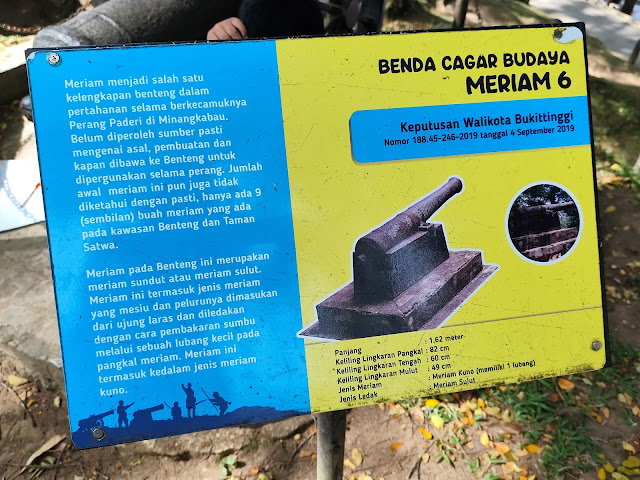 Meriam menjadi salah satu
kelengkapan benteng dalam
pertahanan selama berkecamuknya
Perang Paderi di Minangkabau.
Belum diperoleh sumber pasti
mengenai asal, pembuatan dan
kapan dibawa ke Benteng untuk
dipergunakan selama perang. Jumlah
awal meriam ini pun juga tidak
diketahui dengan pasti, hanya ada 9
(sembilan) buah meriam yang ada
pada kawasan Benteng dan Taman
Satwa.
Meriam pada Benteng ini merupakan
meriam sundut atau meriam sulut.
Meriam ini termasuk jenis meriam
yang mesiu dan pelurunya dimasukan
dari ujung laras dan diledakan
dengan cara pembakaran sumbu
melalui sebuah lubang kecil pada
pangkal meriam. Meriam ini
termasuk kedalam jenis meriam
kuno.
BENDA CAGAR BUDAYA
MERIAM 6
Keputusan Walikota Bukittinggi
Nomor 188.45-246-2019 tanggal 4 September 2019
Panjang : 1,62 meter
Keliling Lingkaran Pangkal : 82 cm
Keliling Lingkaran Tengah : 60 cm
Keliling Lingkaran Mulut : 49 cm
Jenis Meriam : Meriam Kuno (memiliki 1 lubang)
Jenis Ledak : Meriam Sulut